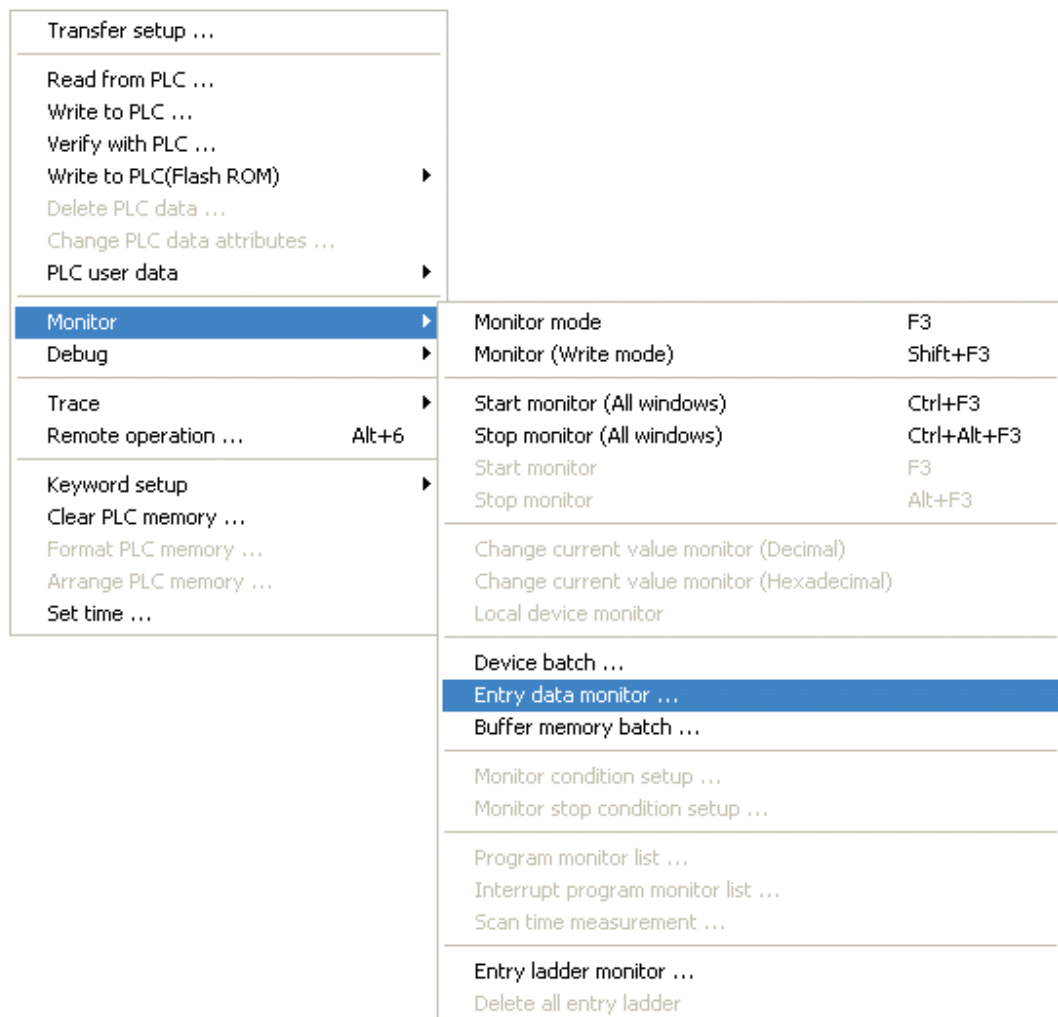 Transfer setup ...
Read from PLC ...
Write to PLC ...
Verify with PLC ...
Write to PLC(Flash ROM)
Delete PLC data ...
Change PLC data attributes ...
PLC user data
Monitor
Debug
Trace
Remote operation ... Alt+6
Keyword setup
Clear PLC memory ...
Format PLC memory ...
Arrange PLC memory ...
Set time ...
Monitor mode F3
Monitor (Write mode) Shift+F3
Start monitor (All windows) Ctrl+F3
Stop monitor (All windows) Ctrl+Alt+F3
Start monitor F3
Stop monitor Alt+F3
Change current value monitor (Decimal)
Change current value monitor (Hexadecimal)
Local device monitor
Device batch ...
Entry data monitor ...
Buffer memory batch ...
Monitor condition setup ...
Monitor stop condition setup ...
Program monitor list ...
Interrupt program monitor list ...
Scan time measurement ...
Entry ladder monitor ...
Delete all entry ladder